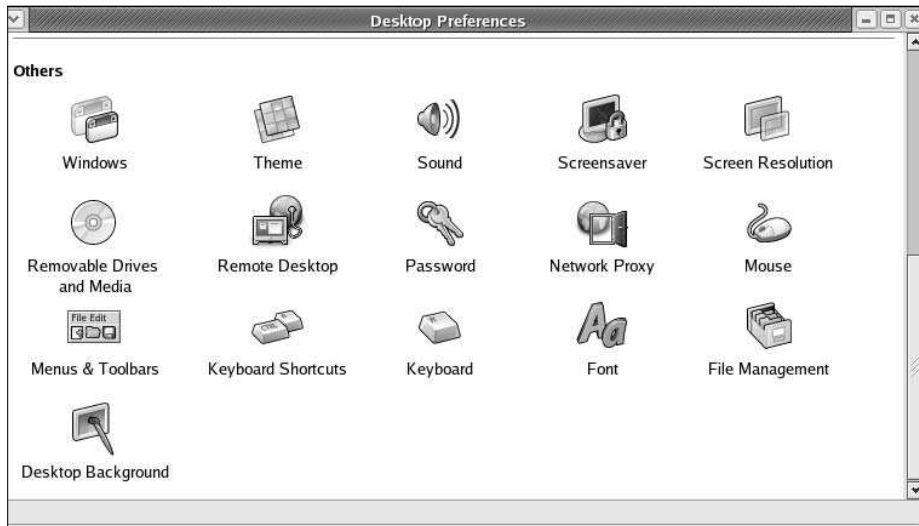 Desktop Preferences
Others
Windows
Theme
Sound
Screensaver
Screen Resolution
Removable Drives
and Media
Remote Desktop
Password
Network Proxy
Mouse
File Edit
Menus & Toolbars
Keyboard Shortcuts
Keyboard
Font
File Management
Aa
Desktop Background